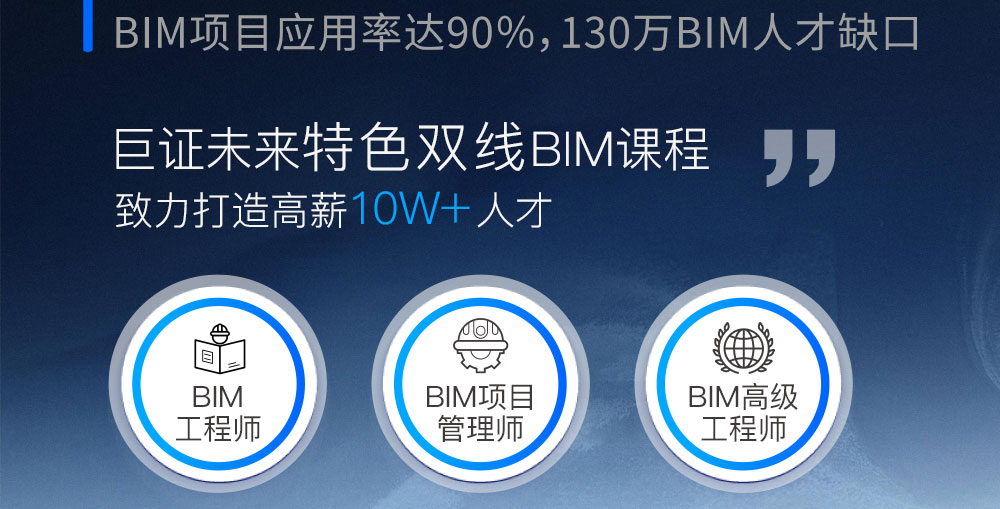 BIM项目应用率达90%，130万BIM人才缺口
巨证未来特色双线BIM课程
致力打造高薪10W+人才
BIM
工程师
BIM项目
管理师
BIM高级
工程师